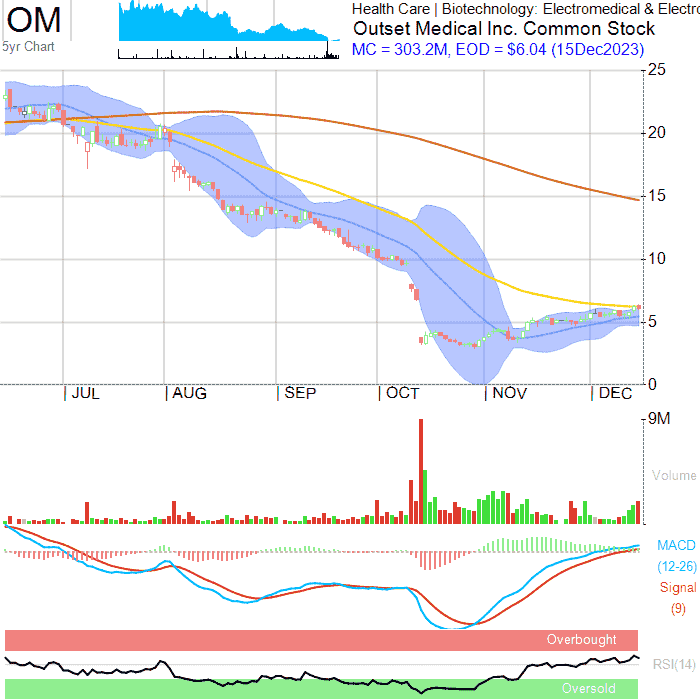 OM
5yr Chart
Health Care | Biotechnology: Electromedical & Electro
Outset Medical Inc. Common Stock
MC = 303.2M, EOD = $6.04 (15Dec2023)
25
20
15
10
5
0
JUL AUG SEP OCT NOV DEC
9M
Volume
MACD
(12-26)
Signal
(9)
Overbought
RSI(14)
Oversold